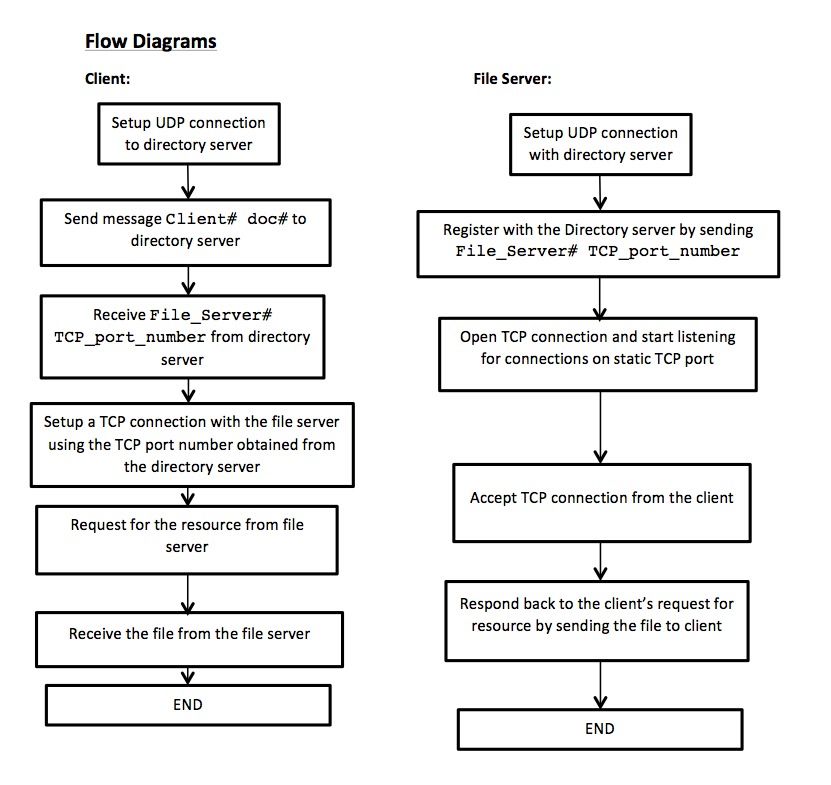 Flow Diagrams
Client:
Setup UDP connection
to directory server
Send message Client# doc# to
directory server
Receive File_Server#
TCP_port_number from directory
server
Setup a TCP connection with the file server
using the TCP port number obtained from
the directory server
Request for the resource from file
server
Receive the file from the file server
END
File Server:
Setup UDP connection
with directory server
Register with the Directory server by sending
File_Server# TCP_port_number
Open TCP connection and start listening
for connections on static TCP port
Accept TCP connection from the client
Respond back to the client’s request for
resource by sending the file to client
END